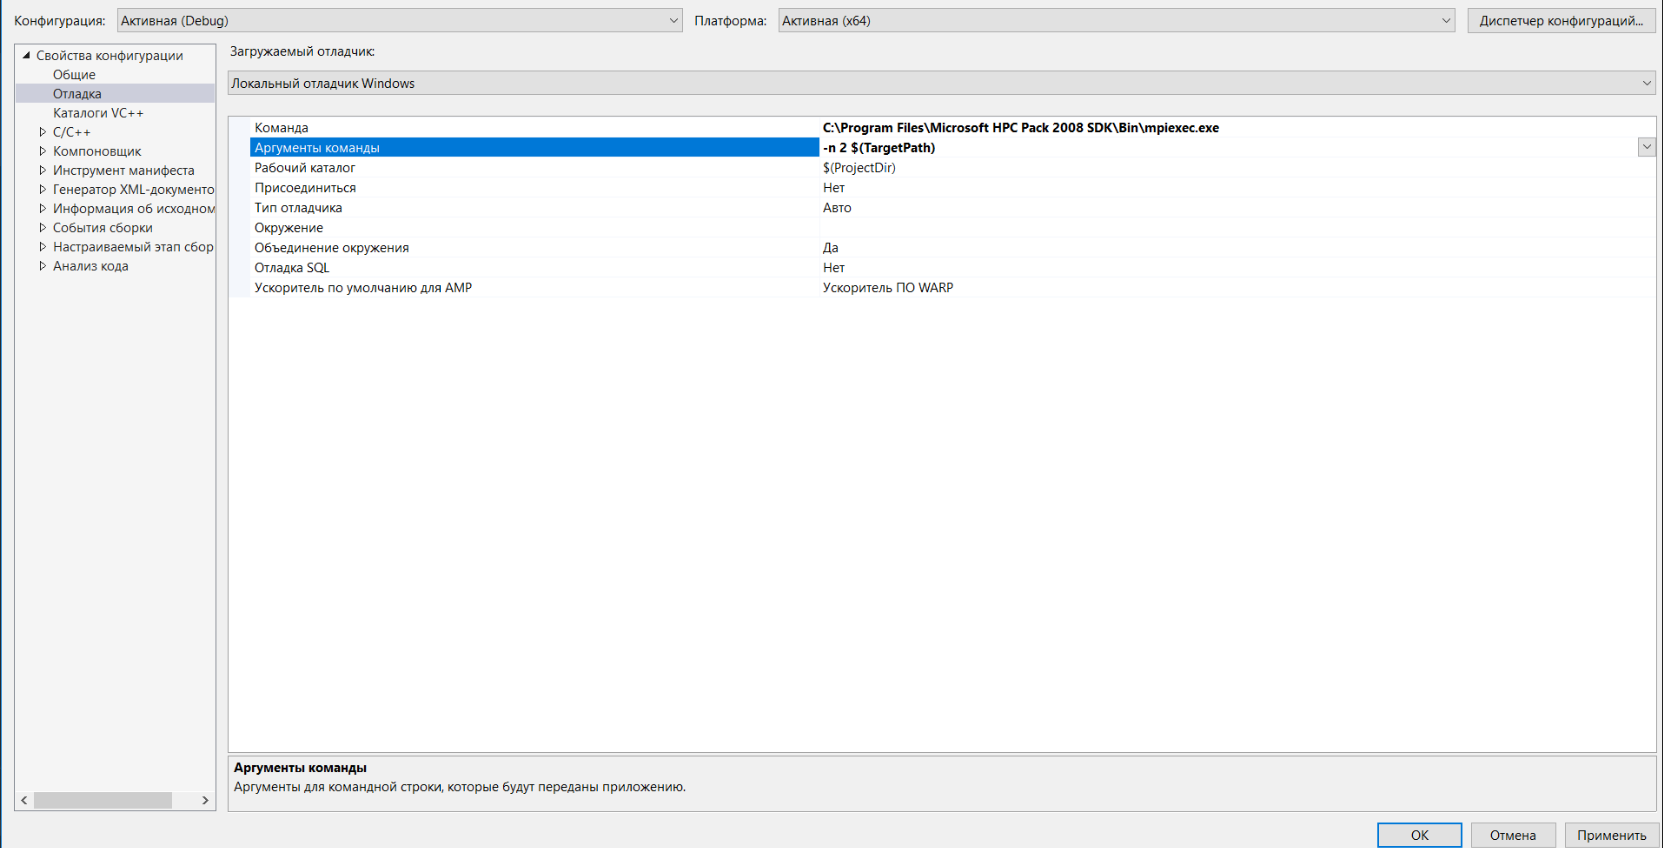 Конфигурация: Активная (Debug) Платформа: Активная (x64) Диспетчер конфигураций...
Свойства конфигурации
Общие
Отладка
Каталоги VC++
C/C++
Компоновщик
Инструмент манифеста
Генератор XML-документо
Информация об исходном
События сборки
Настраиваемый этап сбор
Анализ кода
Загружаемый отладчик:
Локальный отладчик Windows
Команда C:\Program Files\Microsoft HPC Pack 2008 SDK\Bin\mpiexec.exe
Аргументы команды -n 2 $(TargetPath)
Рабочий каталог $(ProjectDir)
Присоединиться Нет
Тип отладчика Авто
Окружение
Объединение окружения Да
Отладка SQL Нет
Ускоритель по умолчанию для AMP Ускоритель ПО WARP
Аргументы команды
Аргументы для командной строки, которые будут переданы приложению.
ОК Отмена Применить